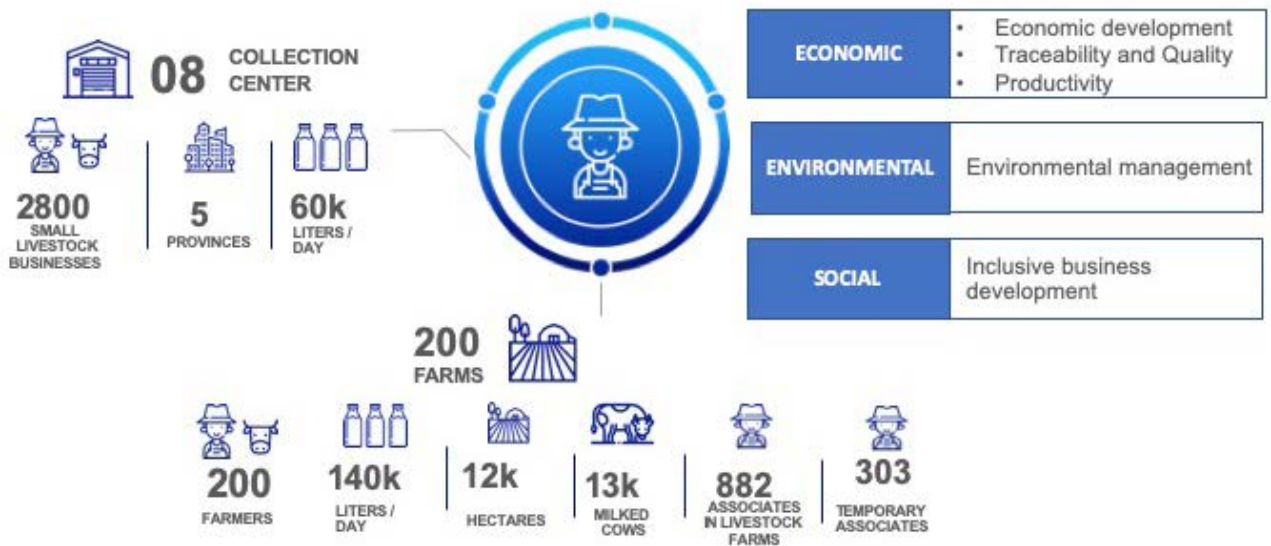 08
COLLECTION
CENTER
2800
SMALL
LIVESTOCK
BUSINESSES
5
PROVINCES
60k
LITERS /
DAY
ECONOMIC
• Economic development
• Traceability and Quality
• Productivity
ENVIRONMENTAL
Environmental management
SOCIAL
Inclusive business
development
200
FARMS
200
FARMERS
140k
LITERS /
DAY
12k
HECTARES
13k
MILKED
COWS
882
ASSOCIATES
IN LIVESTOCK
FARMS
303
TEMPORARY
ASSOCIATES